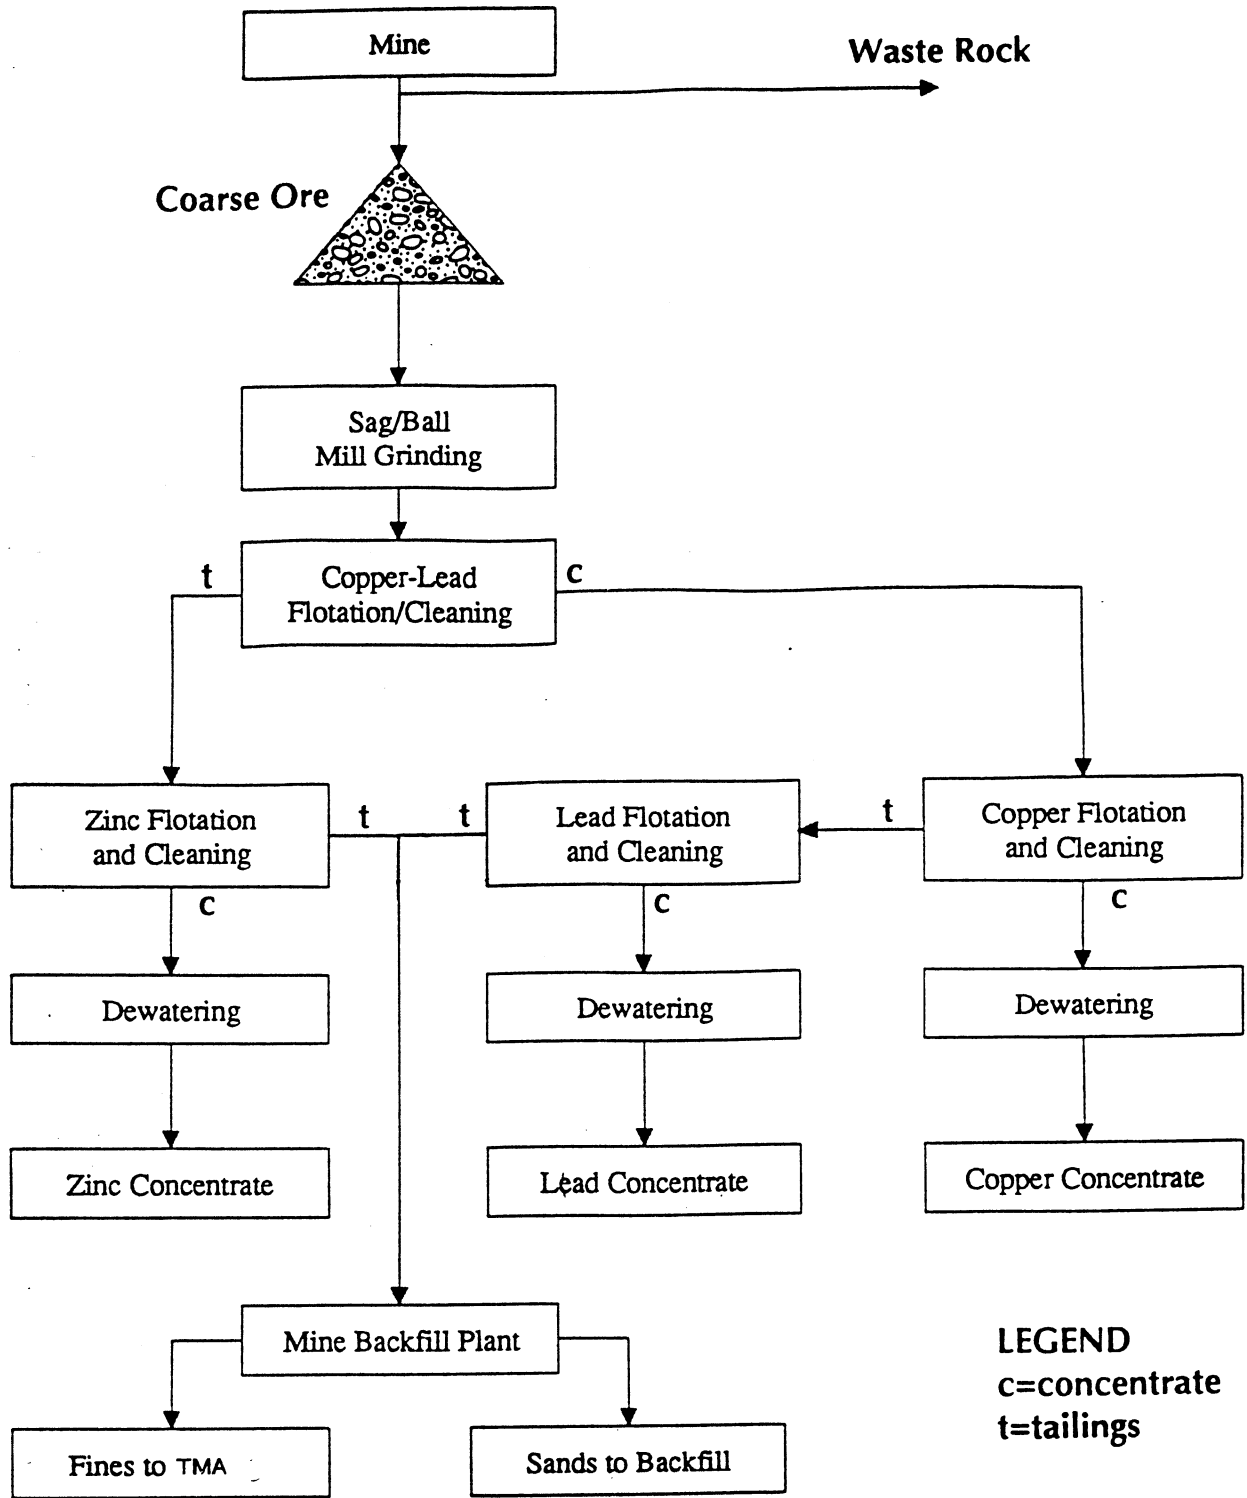 Mine
Waste Rock
Coarse Ore
Sag/Ball
Mill Grinding
t
c
Copper-Lead
Flotation/Cleaning
Zinc Flotation
and Cleaning
t
t
Lead Flotation
and Cleaning
t
Copper Flotation
and Cleaning
c
c
c
Dewatering
Dewatering
Dewatering
Zinc Concentrate
Lead Concentrate
Copper Concentrate
Mine Backfill Plant
Fines to TMA
Sands to Backfill
LEGEND
c=concentrate
t=tailings